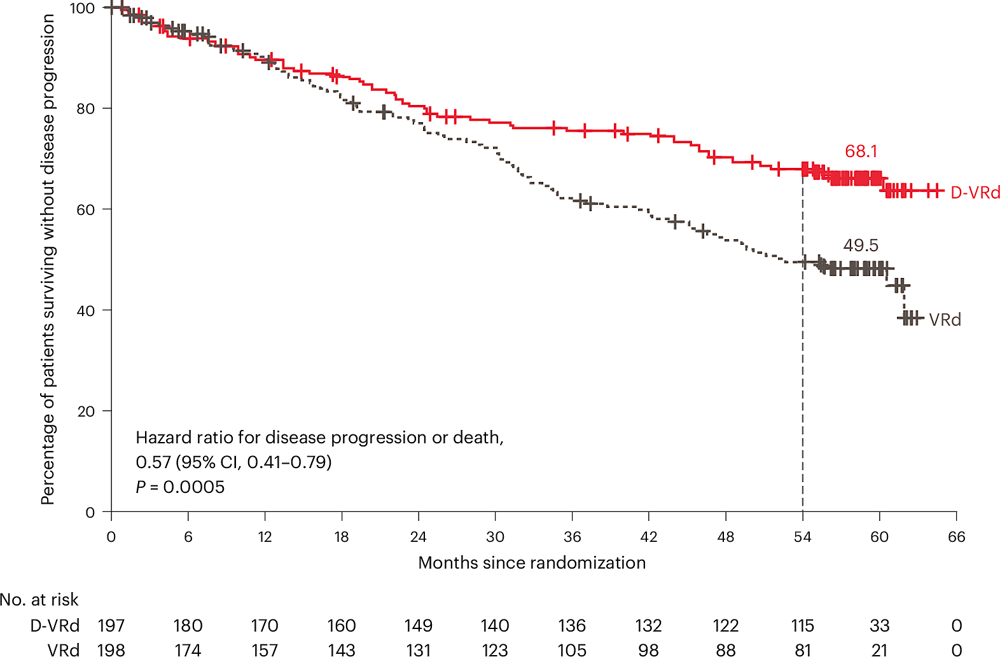 Percentage of patients surviving without disease progression
100
80
60
40
20
0
68.1
D-VRd
49.5
VRd
Hazard ratio for disease progression or death,
0.57 (95% CI, 0.41–0.79)
P = 0.0005
0 6 12 18 24 30 36 42 48 54 60 66
Months since randomization
No. at risk
D-VRd 197 180 170 160 149 140 136 132 122 115 33 0
VRd 198 174 157 143 131 123 105 98 88 81 21 0